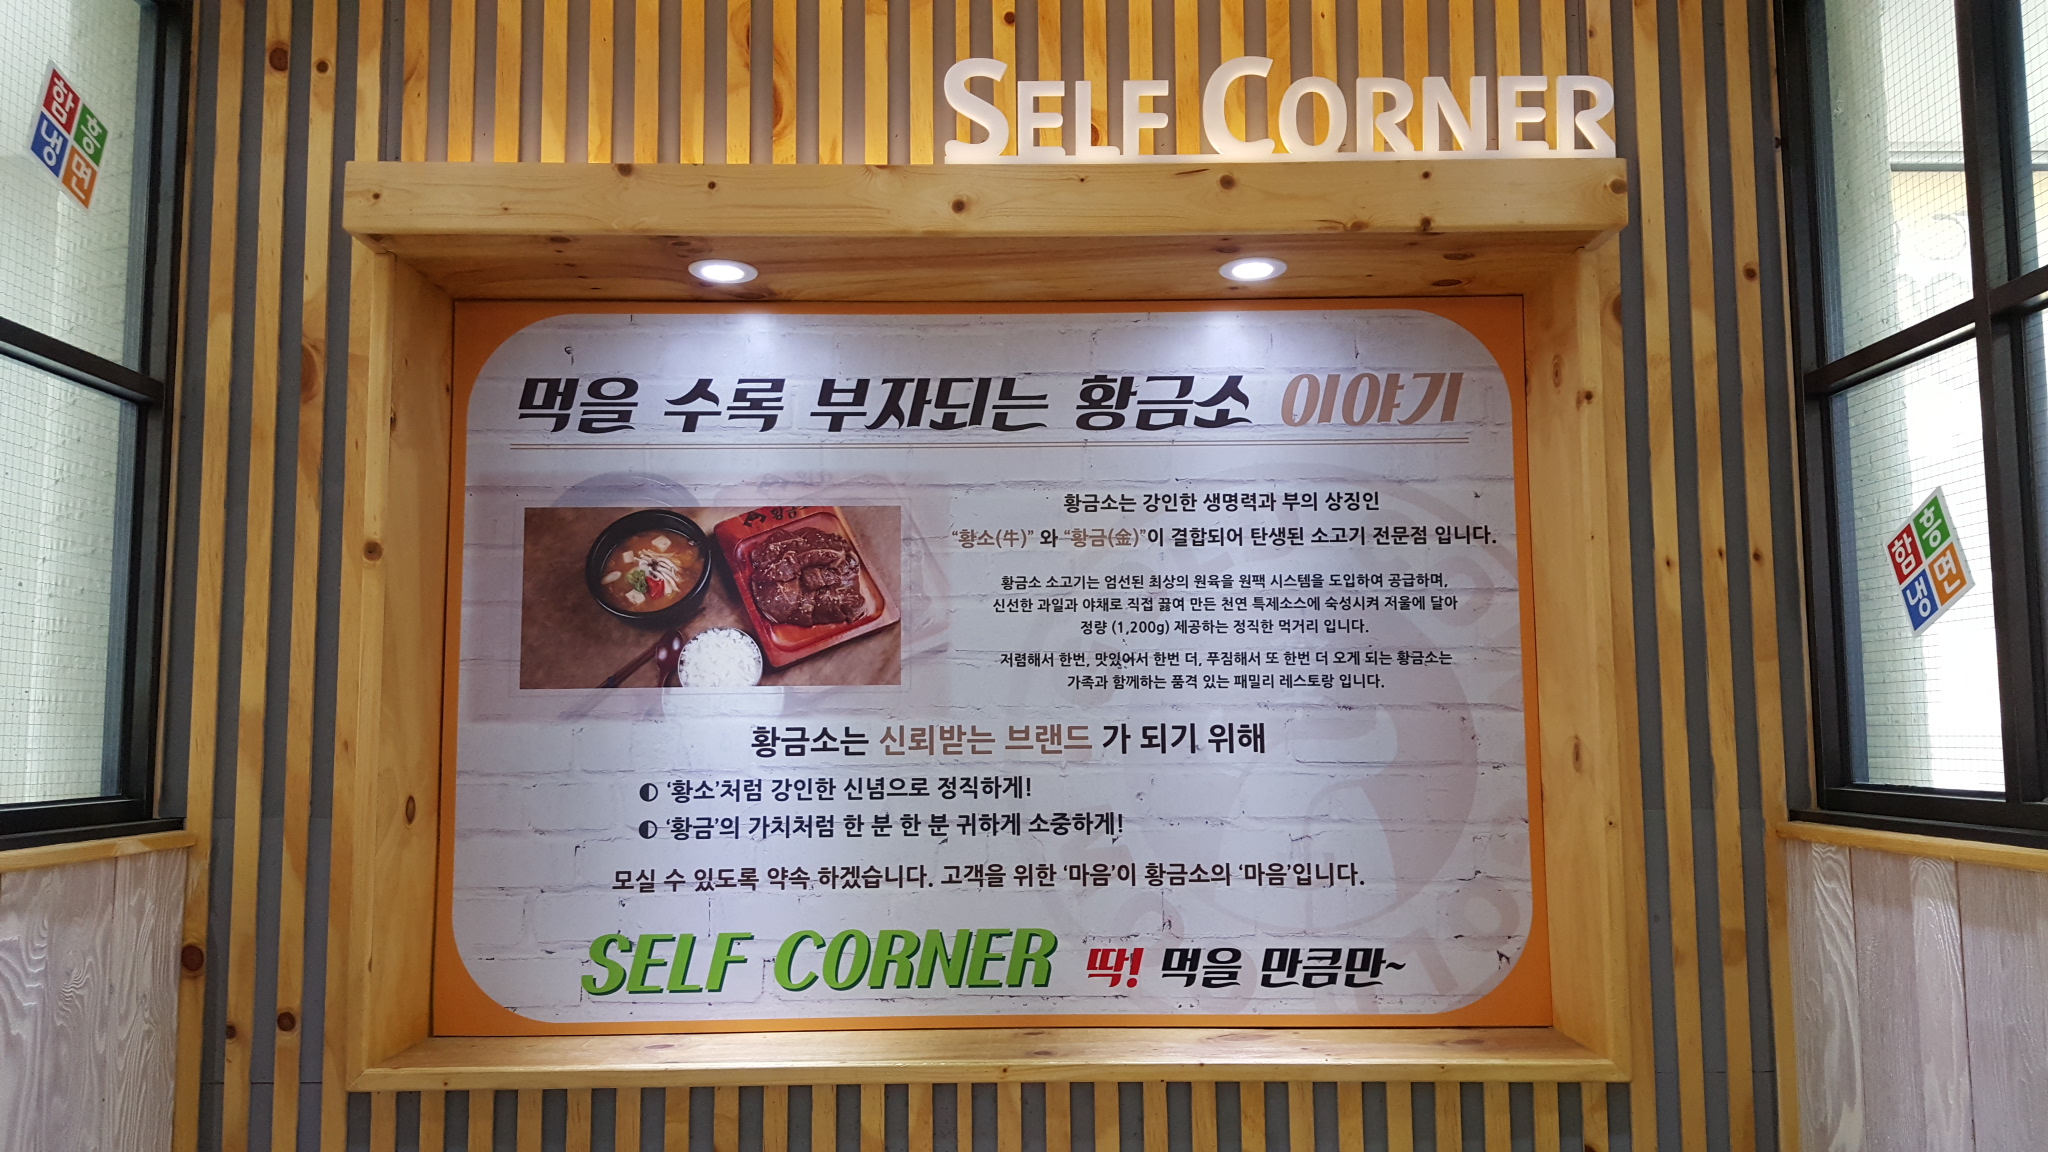 SELF CORNER
함흥
냉면
먹을 수록 부자되는 황금소 이야기
황금
황금소는 강인한 생명력과 부의 상징인
“황소(牛)” 와 “황금(金)”이 결합되어 탄생된 소고기 전문점 입니다.
황금소 소고기는 엄선된 최상의 원육을 원팩 시스템을 도입하여 공급하며,
신선한 과일과 야채로 직접 끓여 만든 천연 특제소스에 숙성시켜 저울에 달아
정량 (1,200g) 제공하는 정직한 먹거리 입니다.
저렴해서 한번, 맛있어서 한번 더, 푸짐해서 또 한번 더 오게 되는 황금소는
가족과 함께하는 품격 있는 패밀리 레스토랑 입니다.
황금소는 신뢰받는 브랜드 가 되기 위해
◐ ‘황소’처럼 강인한 신념으로 정직하게!
◐ ‘황금’의 가치처럼 한 분 한 분 귀하게 소중하게!
모실 수 있도록 약속 하겠습니다. 고객을 위한 ‘마음’이 황금소의 ‘마음’입니다.
SELF CORNER 딱! 먹을 만큼만~
함흥
냉면